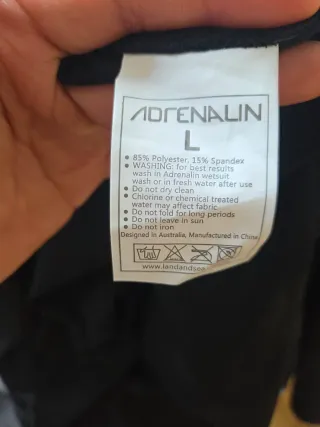 ADrENALIN
L
• 85% Polyester, 15% Spandex
• WASHING: for best results
wash in Adrenalin wetsuit
wash or in fresh water after use
• Do not dry clean
• Chlorine or chemical treated
water may affect fabric
• Do not fold for long periods
• Do not leave in sun
• Do not iron
Designed in Australia, Manufactured in China
www.landandsea